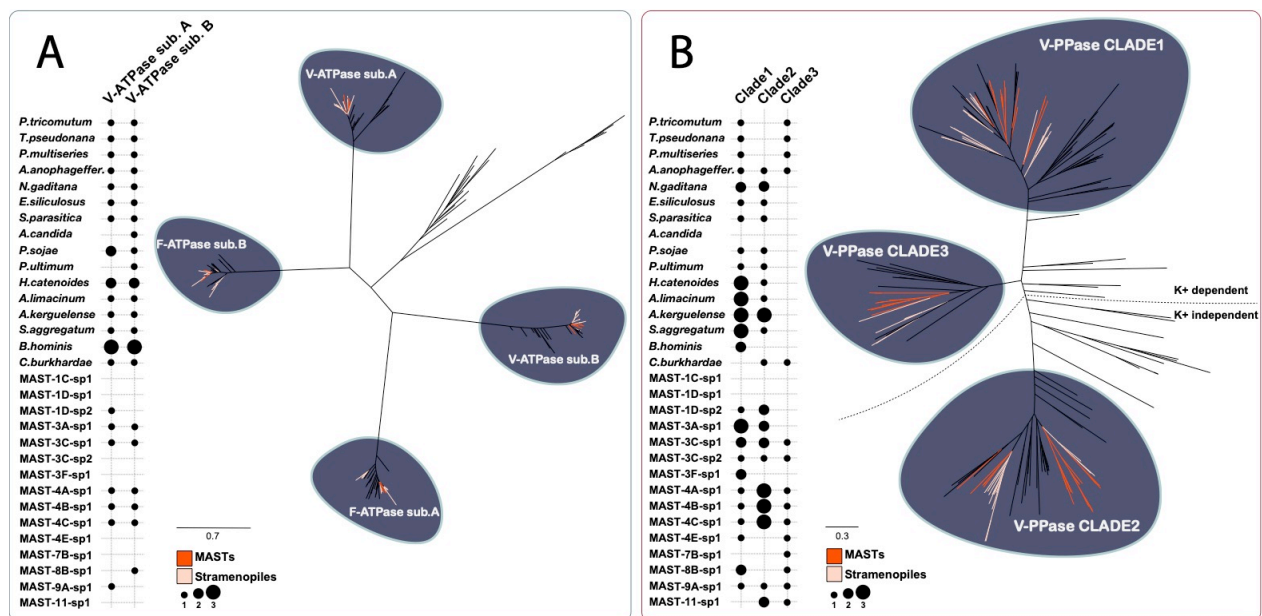 A
V-ATPase sub. A
V-ATPase sub. B
P.tricornutum
T.pseudonana
P.multiseries
A.anophageffer.
N.gaditana
E.siliculosus
S.parasitica
A.candida
P.sojae
P.ultimum
H.catenoides
A.limacinum
A.kerguelense
S.aggregatum
B.hominis
C.burkhardae
MAST-1C-sp1
MAST-1D-sp1
MAST-1D-sp2
MAST-3A-sp1
MAST-3C-sp1
MAST-3C-sp2
MAST-3F-sp1
MAST-4A-sp1
MAST-4B-sp1
MAST-4C-sp1
MAST-4E-sp1
MAST-7B-sp1
MAST-8B-sp1
MAST-9A-sp1
MAST-11-sp1
V-ATPase sub.A
F-ATPase sub.B
V-ATPase sub.B
F-ATPase sub.A
0.7
MASTs
Stramenopiles
1 2 3
B
Clade1
Clade2
Clade3
P.tricornutum
T.pseudonana
P.multiseries
A.anophageffer.
N.gaditana
E.siliculosus
S.parasitica
A.candida
P.sojae
P.ultimum
H.catenoides
A.limacinum
A.kerguelense
S.aggregatum
B.hominis
C.burkhardae
MAST-1C-sp1
MAST-1D-sp1
MAST-1D-sp2
MAST-3A-sp1
MAST-3C-sp1
MAST-3C-sp2
MAST-3F-sp1
MAST-4A-sp1
MAST-4B-sp1
MAST-4C-sp1
MAST-4E-sp1
MAST-7B-sp1
MAST-8B-sp1
MAST-9A-sp1
MAST-11-sp1
V-PPase CLADE1
V-PPase CLADE3
K+ dependent
K+ independent
V-PPase CLADE2
0.3
MASTs
Stramenopiles
1 2 3